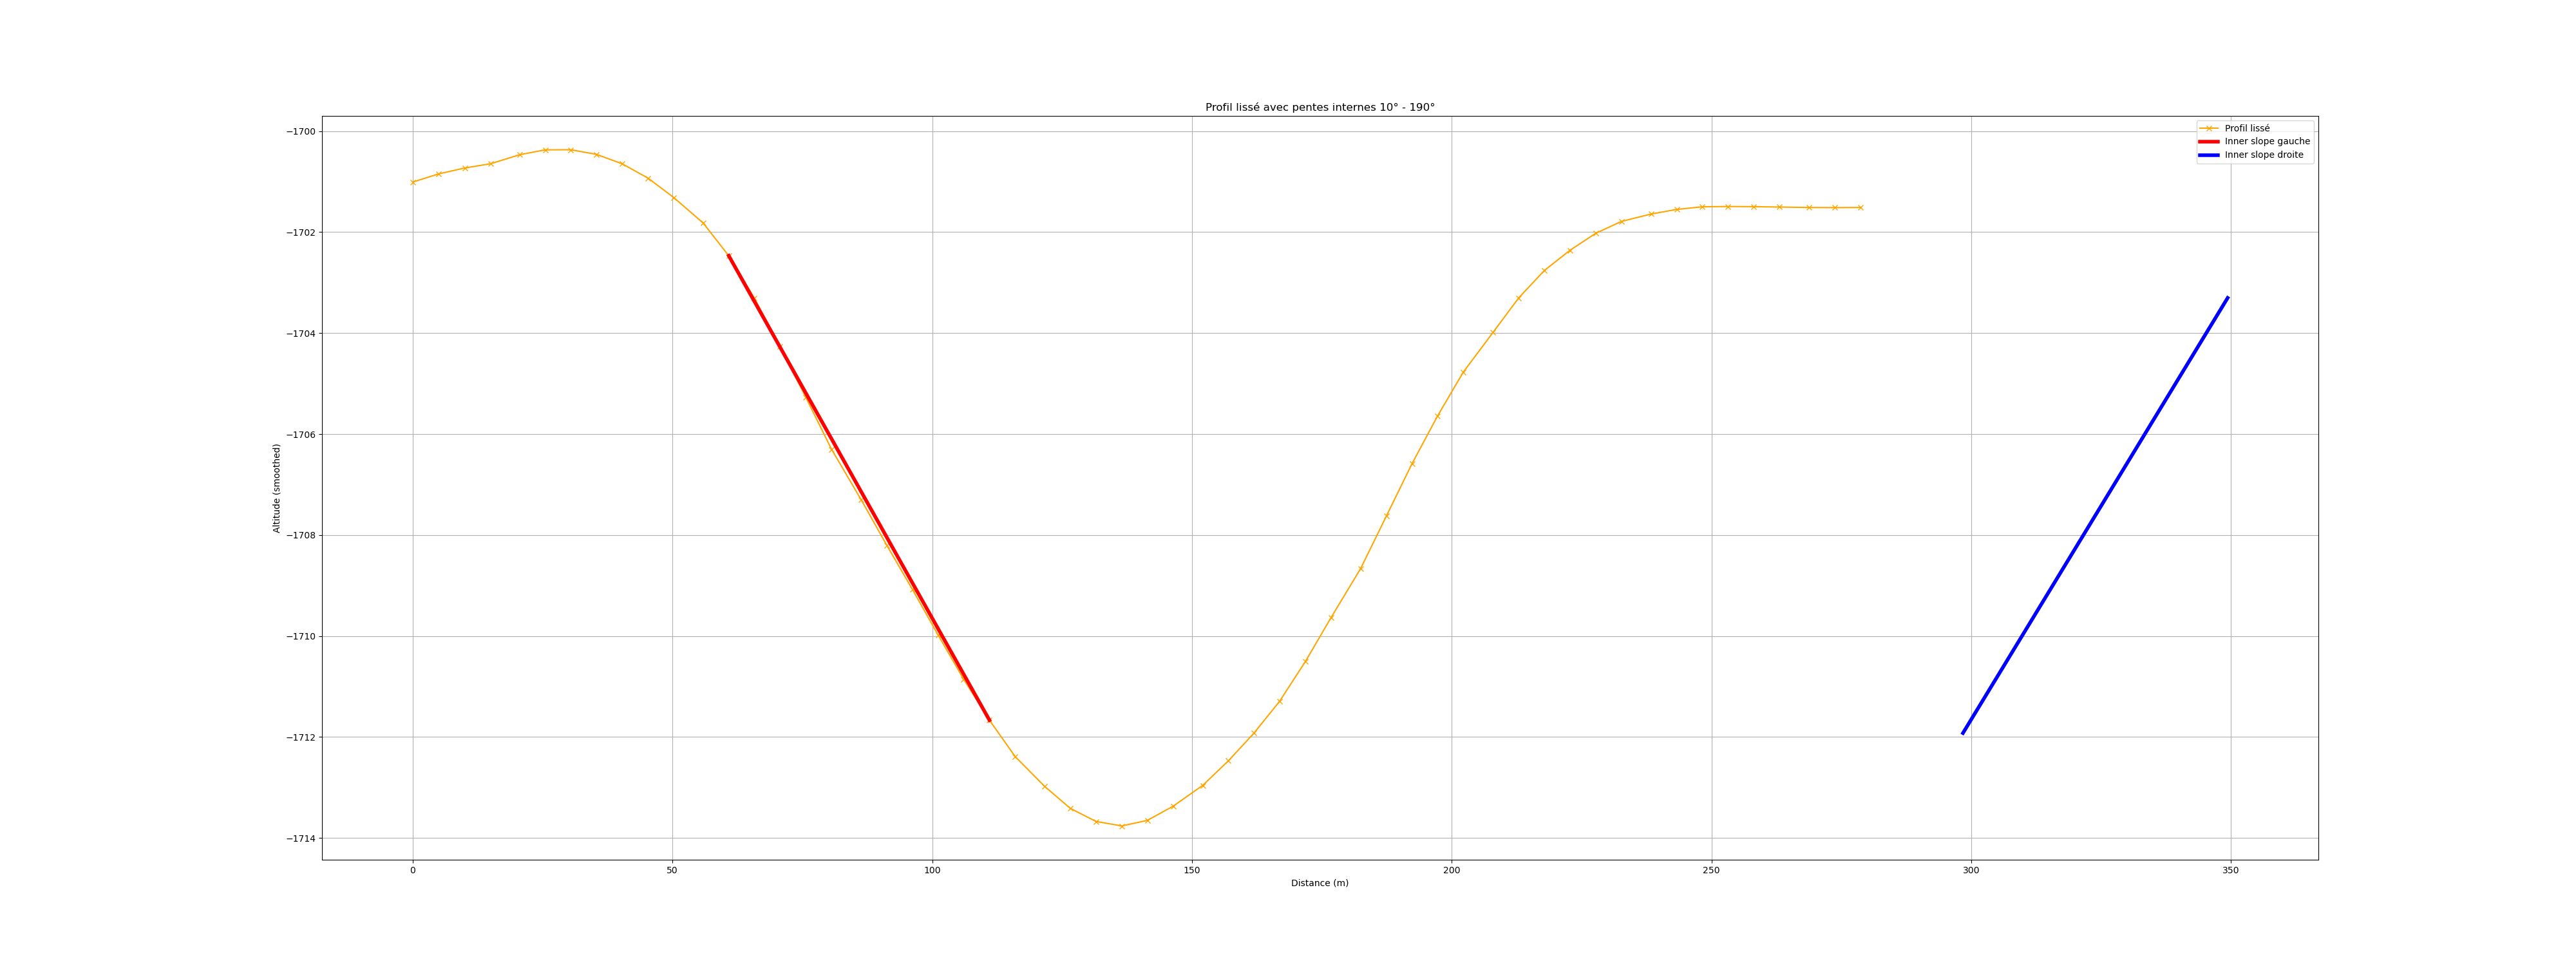 Profil lissé avec pentes internes 10° - 190°
Profil lissé
Inner slope gauche
Inner slope droite
−1700
−1702
−1704
−1706
−1708
−1710
−1712
−1714
Altitude (smoothed)
0 50 100 150 200 250 300 350
Distance (m)